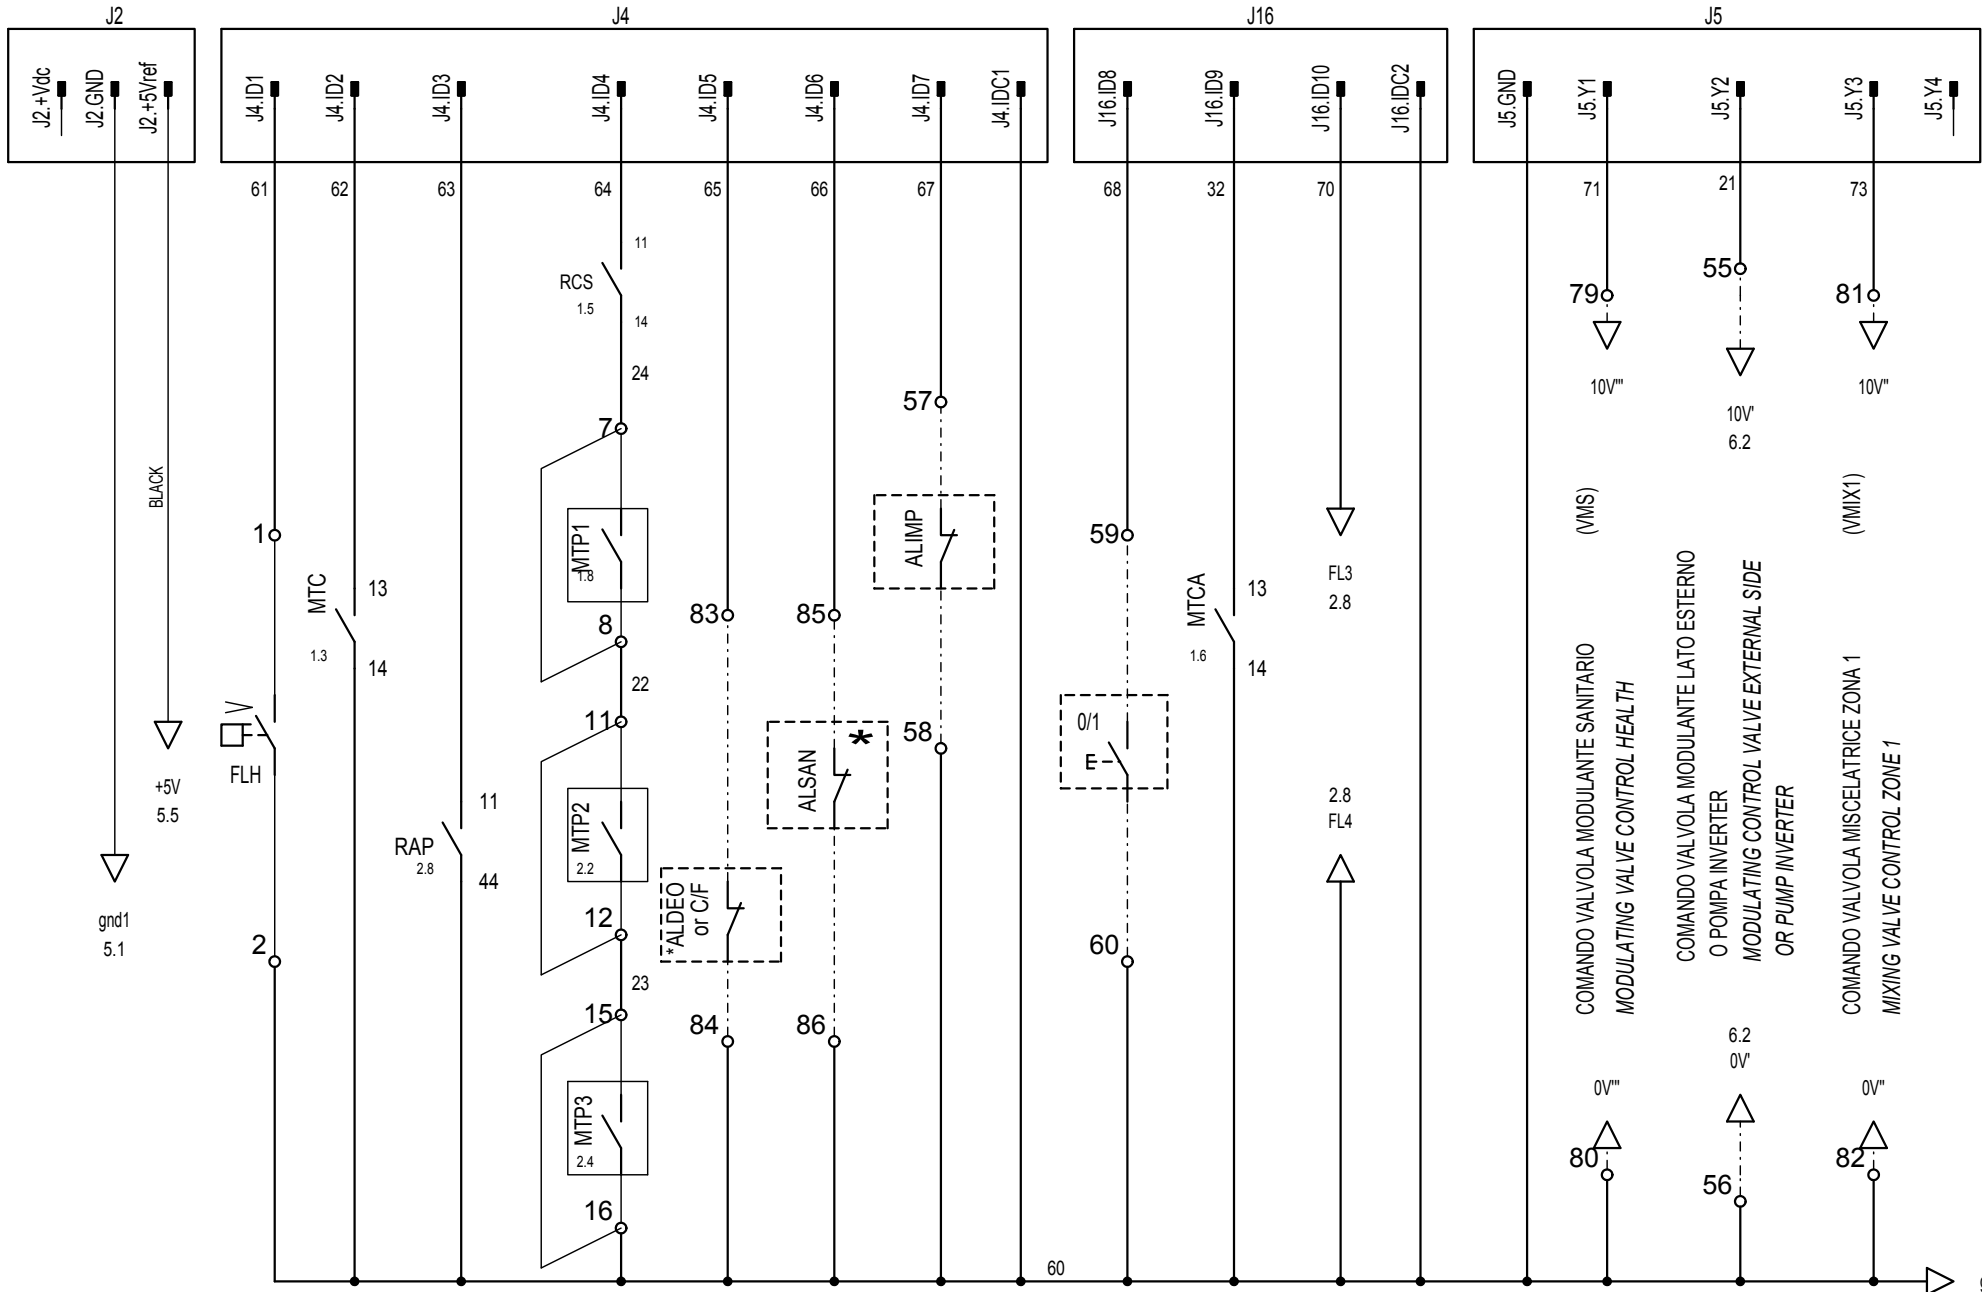 J2
J4
J16
J5
J2.+Vdc
J2.GND
J2.+5Vref
J4.ID1
J4.ID2
J4.ID3
J4.ID4
J4.ID5
J4.ID6
J4.ID7
J4.IDC1
J16.ID8
J16.ID9
J16.ID10
J16.IDC2
J5.GND
J5.Y1
J5.Y2
J5.Y3
J5.Y4
61
62
63
64
65
66
67
68
32
70
71
21
73
BLACK
+5V
5.5
gnd1
5.1
1
FLH
2
MTC
1.3
13
14
RAP
2.8
11
44
11
RCS
1.5
14
24
7
MTP1
1.8
8
22
11
MTP2
2.2
12
23
15
MTP3
2.4
16
83
*ALDEO
or C/F
84
85
ALSAN
*
86
57
ALIMP
58
60
59
0/1
E
60
MTCA
1.6
13
14
FL3
2.8
2.8
FL4
79
10V'''
(VMS)
COMANDO VALVOLA MODULANTE SANITARIO
MODULATING VALVE CONTROL HEALTH
0V'''
80
55
10V'
6.2
COMANDO VALVOLA MODULANTE LATO ESTERNO
O POMPA INVERTER
MODULATING CONTROL VALVE EXTERNAL SIDE
OR PUMP INVERTER
6.2
0V'
56
81
10V''
(VMIX1)
COMANDO VALVOLA MISCELATRICE ZONA 1
MIXING VALVE CONTROL ZONE 1
0V''
82